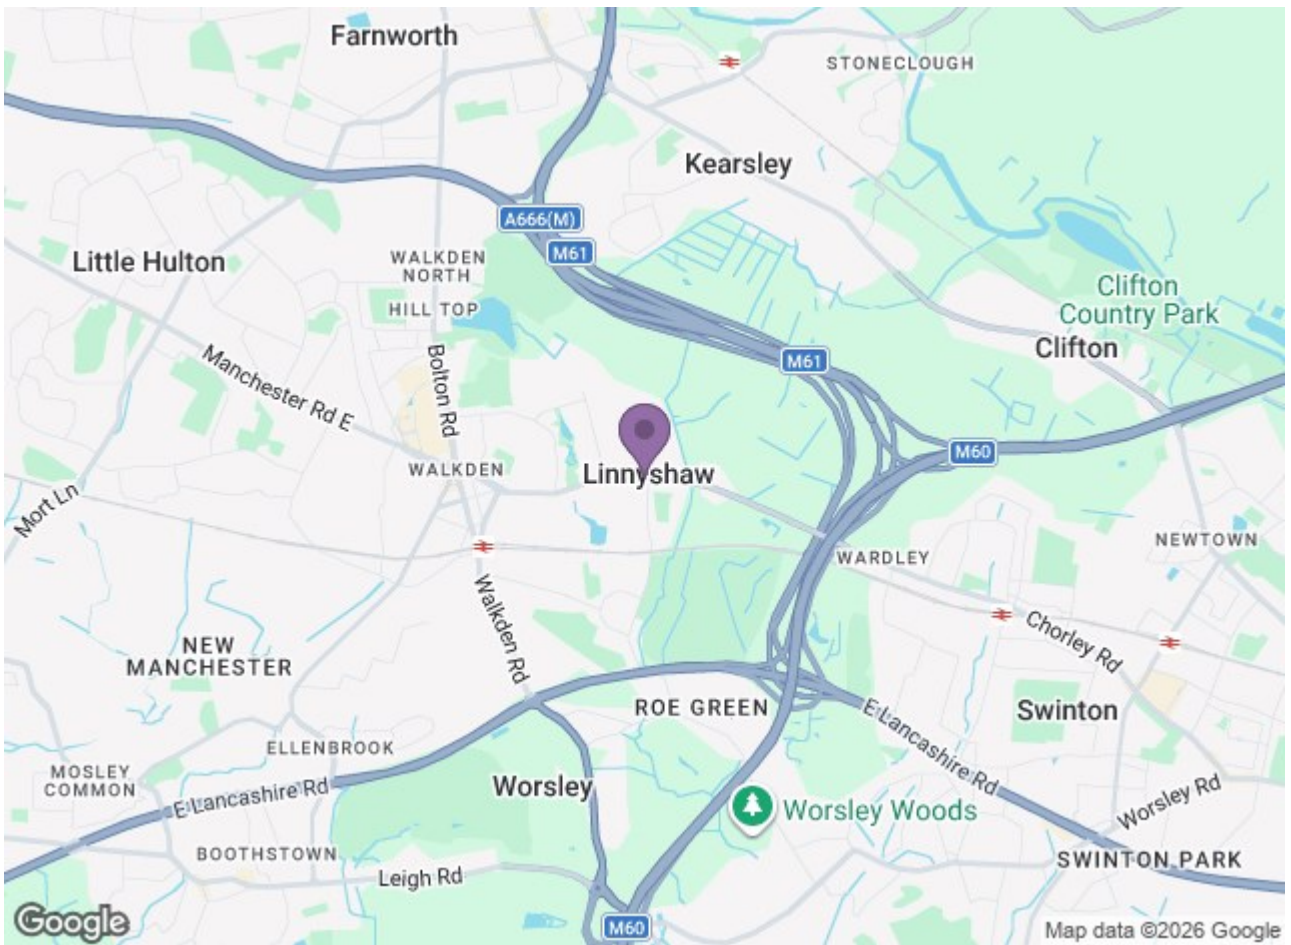 Farnworth
STONECLOUGH
Kearsley
A666(M)
M61
Little Hulton
WALKDEN
NORTH
HILL TOP
Clifton
Country Park
Clifton
M61
Manchester Rd E
Bolton Rd
M60
WALKDEN
Linnyshaw
Mort Ln
WARDLEY
NEWTOWN
Walkden Rd
Chorley Rd
NEW
MANCHESTER
ROE GREEN
Swinton
E Lancashire Rd
ELLENBROOK
MOSLEY
COMMON
E Lancashire Rd
Worsley
Worsley Woods
Worsley Rd
BOOTHSTOWN
Leigh Rd
SWINTON PARK
M60
Google
Map data ©2026 Google